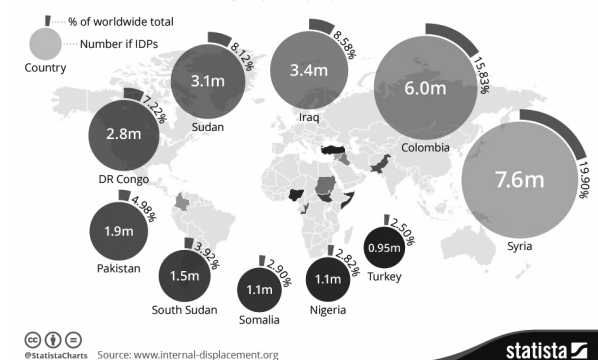 % of worldwide total
Number if IDPs
Country
7.6m
19.90%
Syria
6.0m
15.83%
Colombia
3.4m
8.58%
Iraq
3.1m
8.12%
Sudan
2.8m
7.22%
DR Congo
1.9m
4.98%
Pakistan
1.5m
3.92%
South Sudan
1.1m
2.90%
Somalia
1.1m
2.82%
Nigeria
0.95m
2.50%
Turkey
@StatistaCharts Source: www.internal-displacement.org
statista